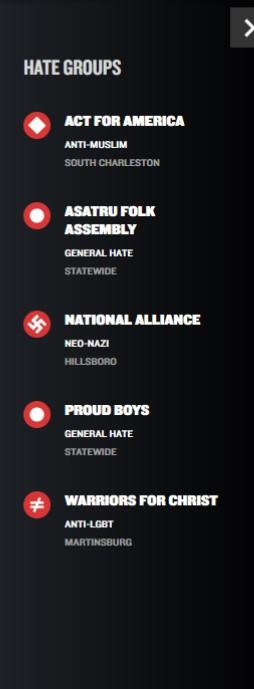 HATE GROUPS
ACT FOR AMERICA
ANTI-MUSLIM
SOUTH CHARLESTON
ASATRU FOLK
ASSEMBLY
GENERAL HATE
STATEWIDE
NATIONAL ALLIANCE
NEO-NAZI
HILLSBORO
PROUD BOYS
GENERAL HATE
STATEWIDE
WARRIORS FOR CHRIST
ANTI-LGBT
MARTINSBURG